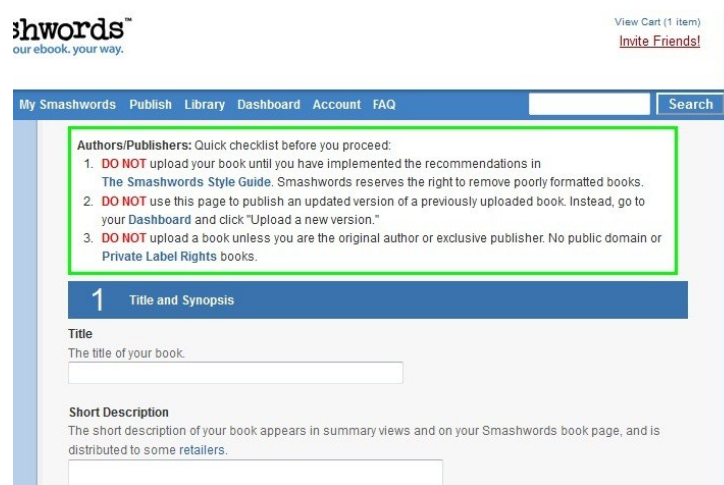 shwords™
our ebook. your way.
View Cart (1 item)
Invite Friends!
My Smashwords Publish Library Dashboard Account FAQ Search
Authors/Publishers: Quick checklist before you proceed:
1. DO NOT upload your book until you have implemented the recommendations in
The Smashwords Style Guide. Smashwords reserves the right to remove poorly formatted books.
2. DO NOT use this page to publish an updated version of a previously uploaded book. Instead, go to
your Dashboard and click "Upload a new version."
3. DO NOT upload a book unless you are the original author or exclusive publisher. No public domain or
Private Label Rights books.
1 Title and Synopsis
Title
The title of your book.
Short Description
The short description of your book appears in summary views and on your Smashwords book page, and is
distributed to some retailers.